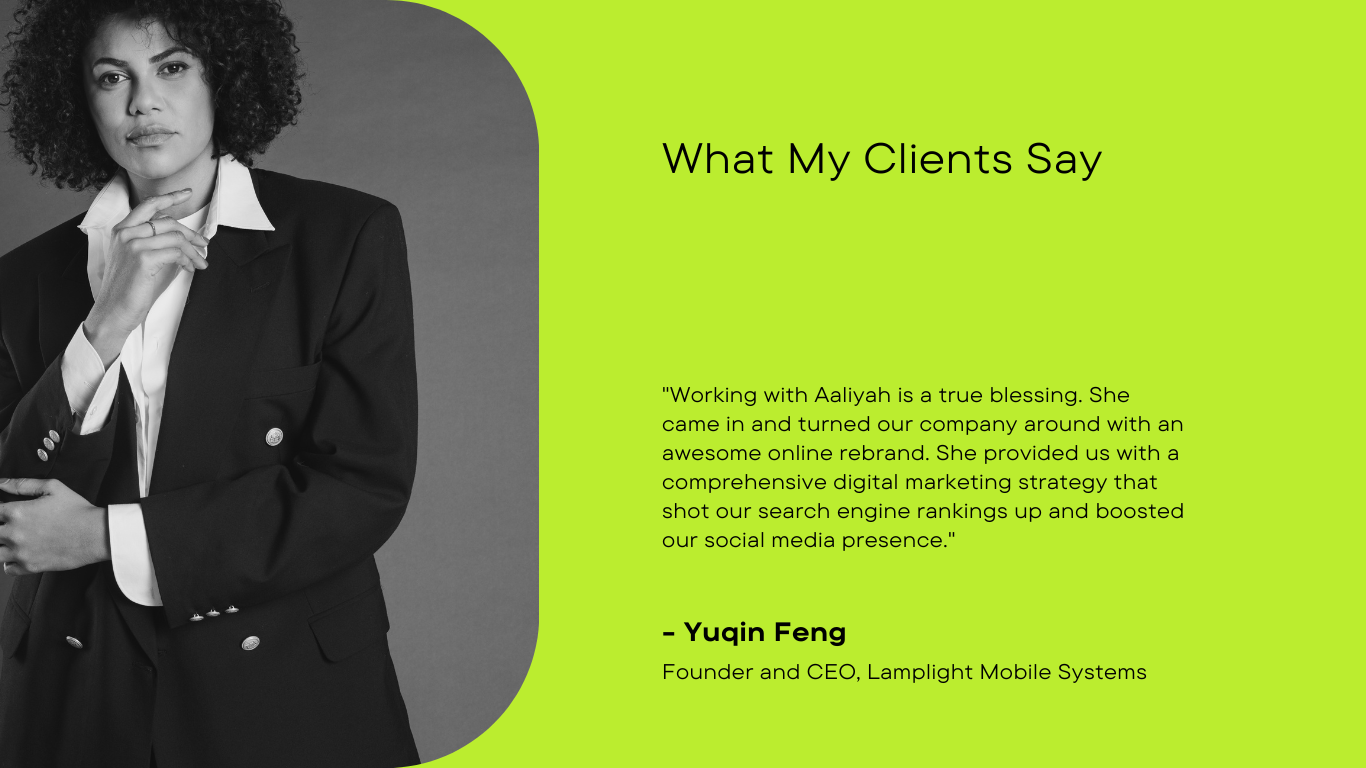 What My Clients Say
"Working with Aaliyah is a true blessing. She
came in and turned our company around with an
awesome online rebrand. She provided us with a
comprehensive digital marketing strategy that
shot our search engine rankings up and boosted
our social media presence."
– Yuqin Feng
Founder and CEO, Lamplight Mobile Systems